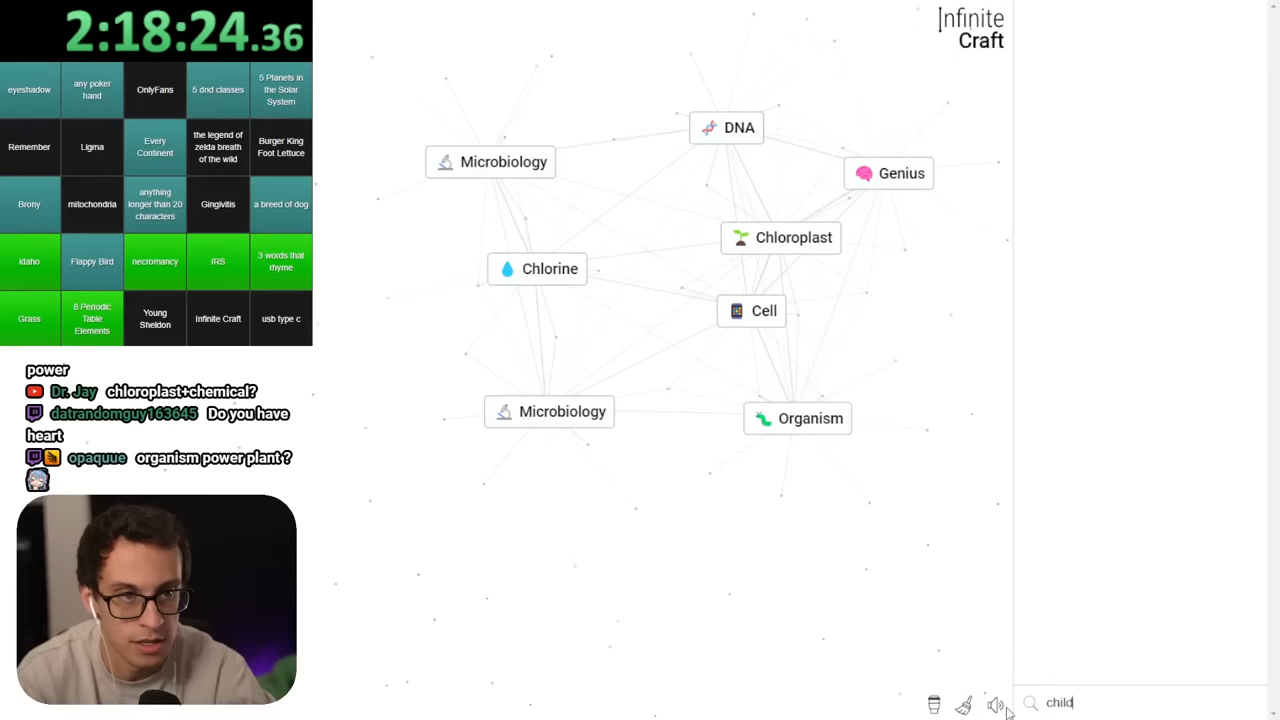 2:18:24.36
eyeshadow
any poker
hand
OnlyFans
5 dnd classes
5 Planets in
the Solar
System
Remember
Ligma
Every
Continent
the legend of
zelda breath
of the wild
Burger King
Foot Lettuce
Brony
mitochondria
anything
longer than 20
characters
Gingivitis
a breed of dog
Idaho
Flappy Bird
necromancy
IRS
3 words that
rhyme
Grass
8 Periodic
Table
Elements
Young
Sheldon
Infinite Craft
usb type c
power
Dr. Jay chloroplast+chemical?
datrandomguy163645 Do you have
heart
opaquue organism power plant ?
Infinite
Craft
DNA
Microbiology
Genius
Chloroplast
Chlorine
Cell
Microbiology
Organism
child